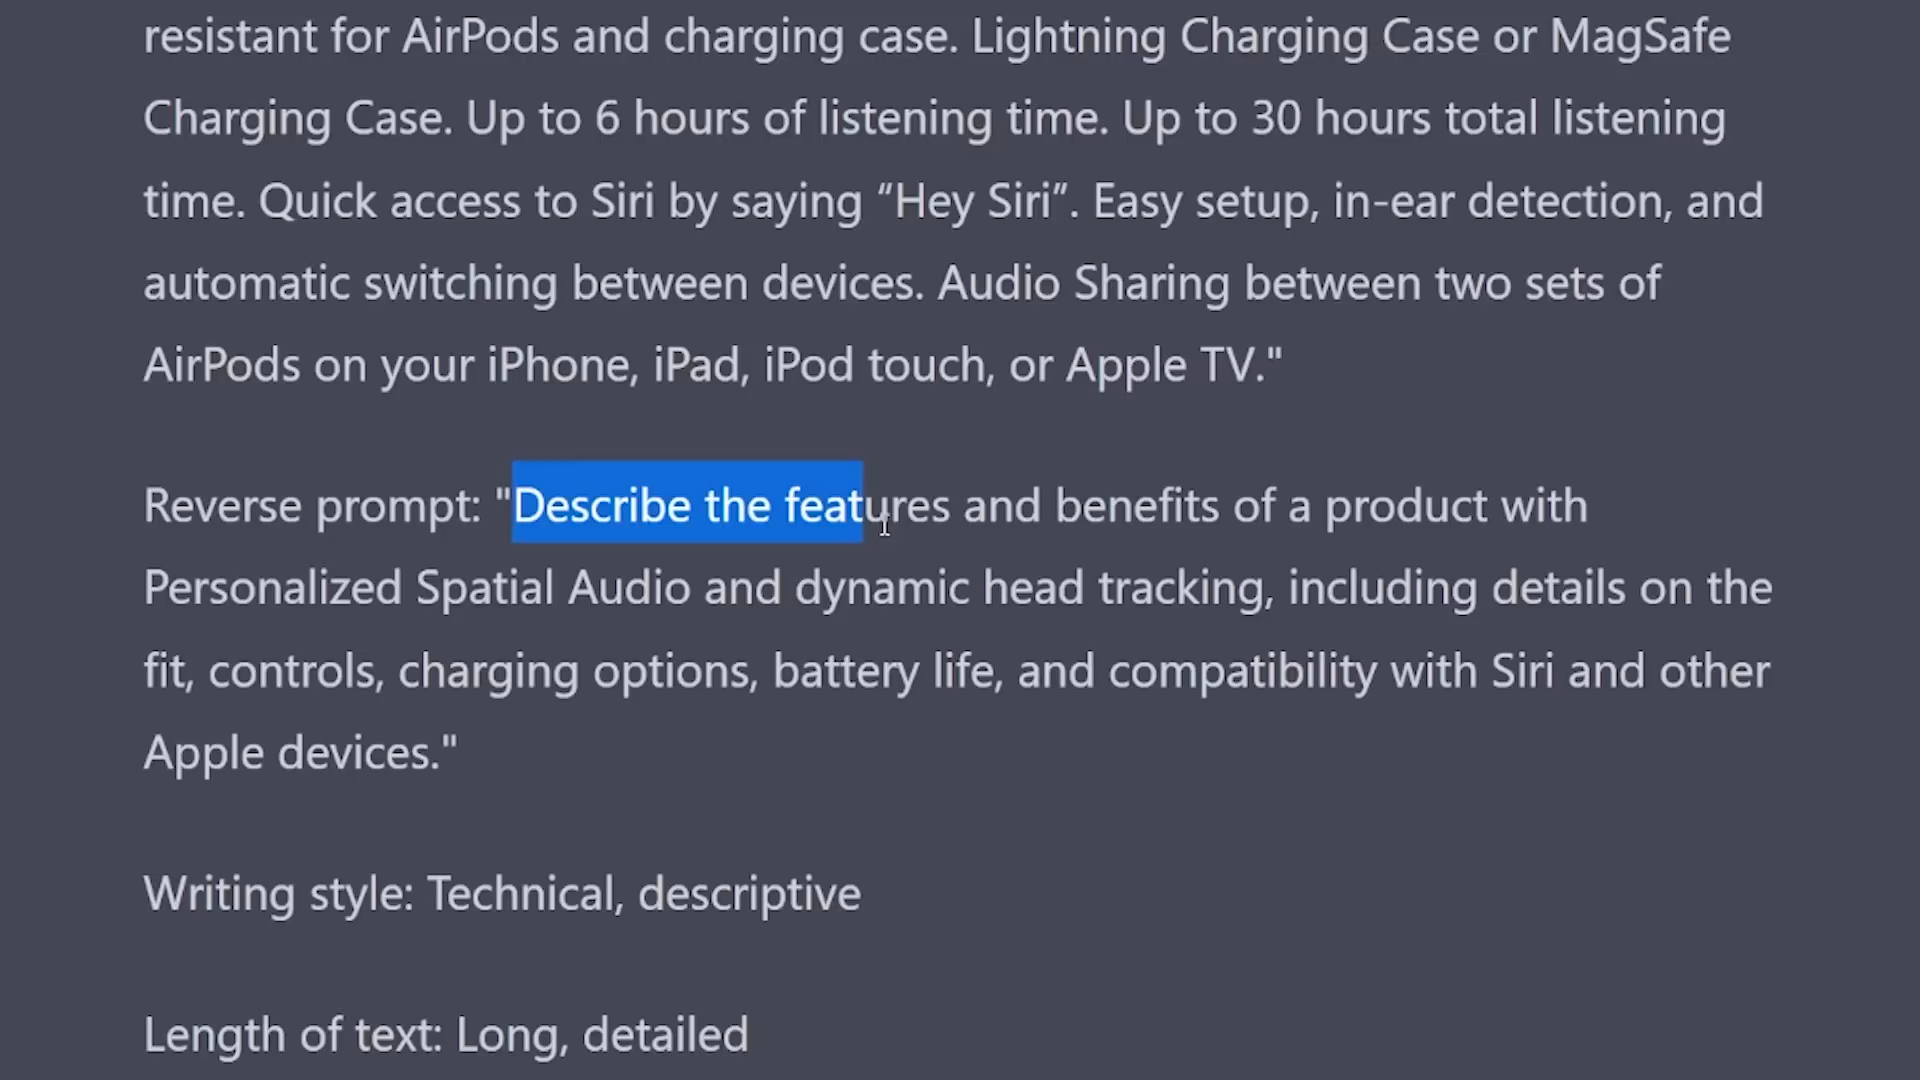 resistant for AirPods and charging case. Lightning Charging Case or MagSafe
Charging Case. Up to 6 hours of listening time. Up to 30 hours total listening
time. Quick access to Siri by saying “Hey Siri”. Easy setup, in-ear detection, and
automatic switching between devices. Audio Sharing between two sets of
AirPods on your iPhone, iPad, iPod touch, or Apple TV."
Reverse prompt: "Describe the features and benefits of a product with
Personalized Spatial Audio and dynamic head tracking, including details on the
fit, controls, charging options, battery life, and compatibility with Siri and other
Apple devices."
Writing style: Technical, descriptive
Length of text: Long, detailed